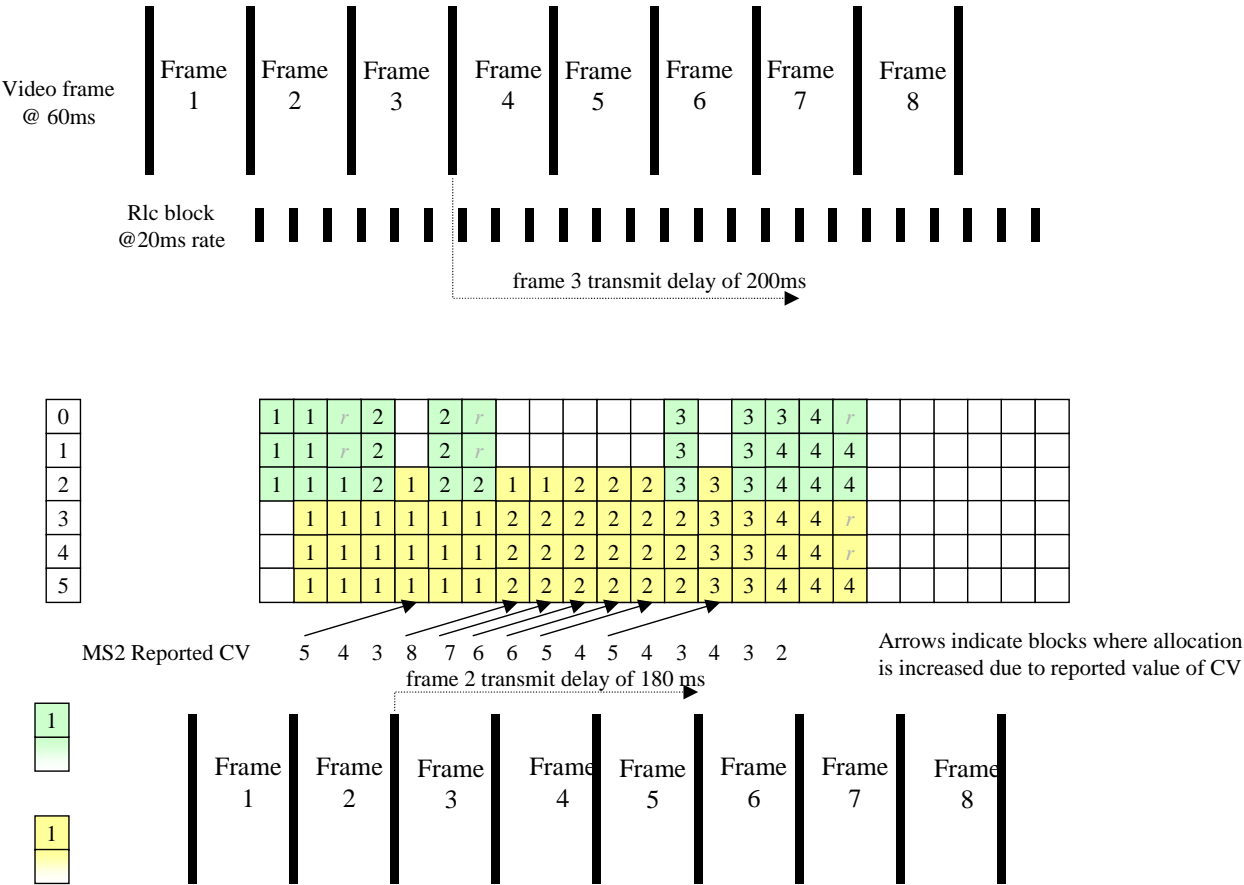 Frame 1 Frame 2 Frame 3 Frame 4 Frame 5 Frame 6 Frame 7 Frame 8
Video frame
@ 60ms
Rlc block
@20ms rate
frame 3 transmit delay of 200ms
0 1 1 r 2 2 r 3 3 3 4 r
1 1 1 r 2 2 r 3 3 4 4 4
2 1 1 1 2 1 2 2 1 1 2 2 2 3 3 3 4 4 4
3 1 1 1 1 1 1 2 2 2 2 2 2 3 3 4 4 r
4 1 1 1 1 1 1 2 2 2 2 2 2 3 3 4 4 r
5 1 1 1 1 1 1 2 2 2 2 2 2 3 3 4 4 4
MS2 Reported CV 5 4 3 8 7 6 6 5 4 5 4 3 4 3 2
Arrows indicate blocks where allocation
is increased due to reported value of CV
frame 2 transmit delay of 180 ms
1
Frame 1 Frame 2 Frame 3 Frame 4 Frame 5 Frame 6 Frame 7 Frame 8
1